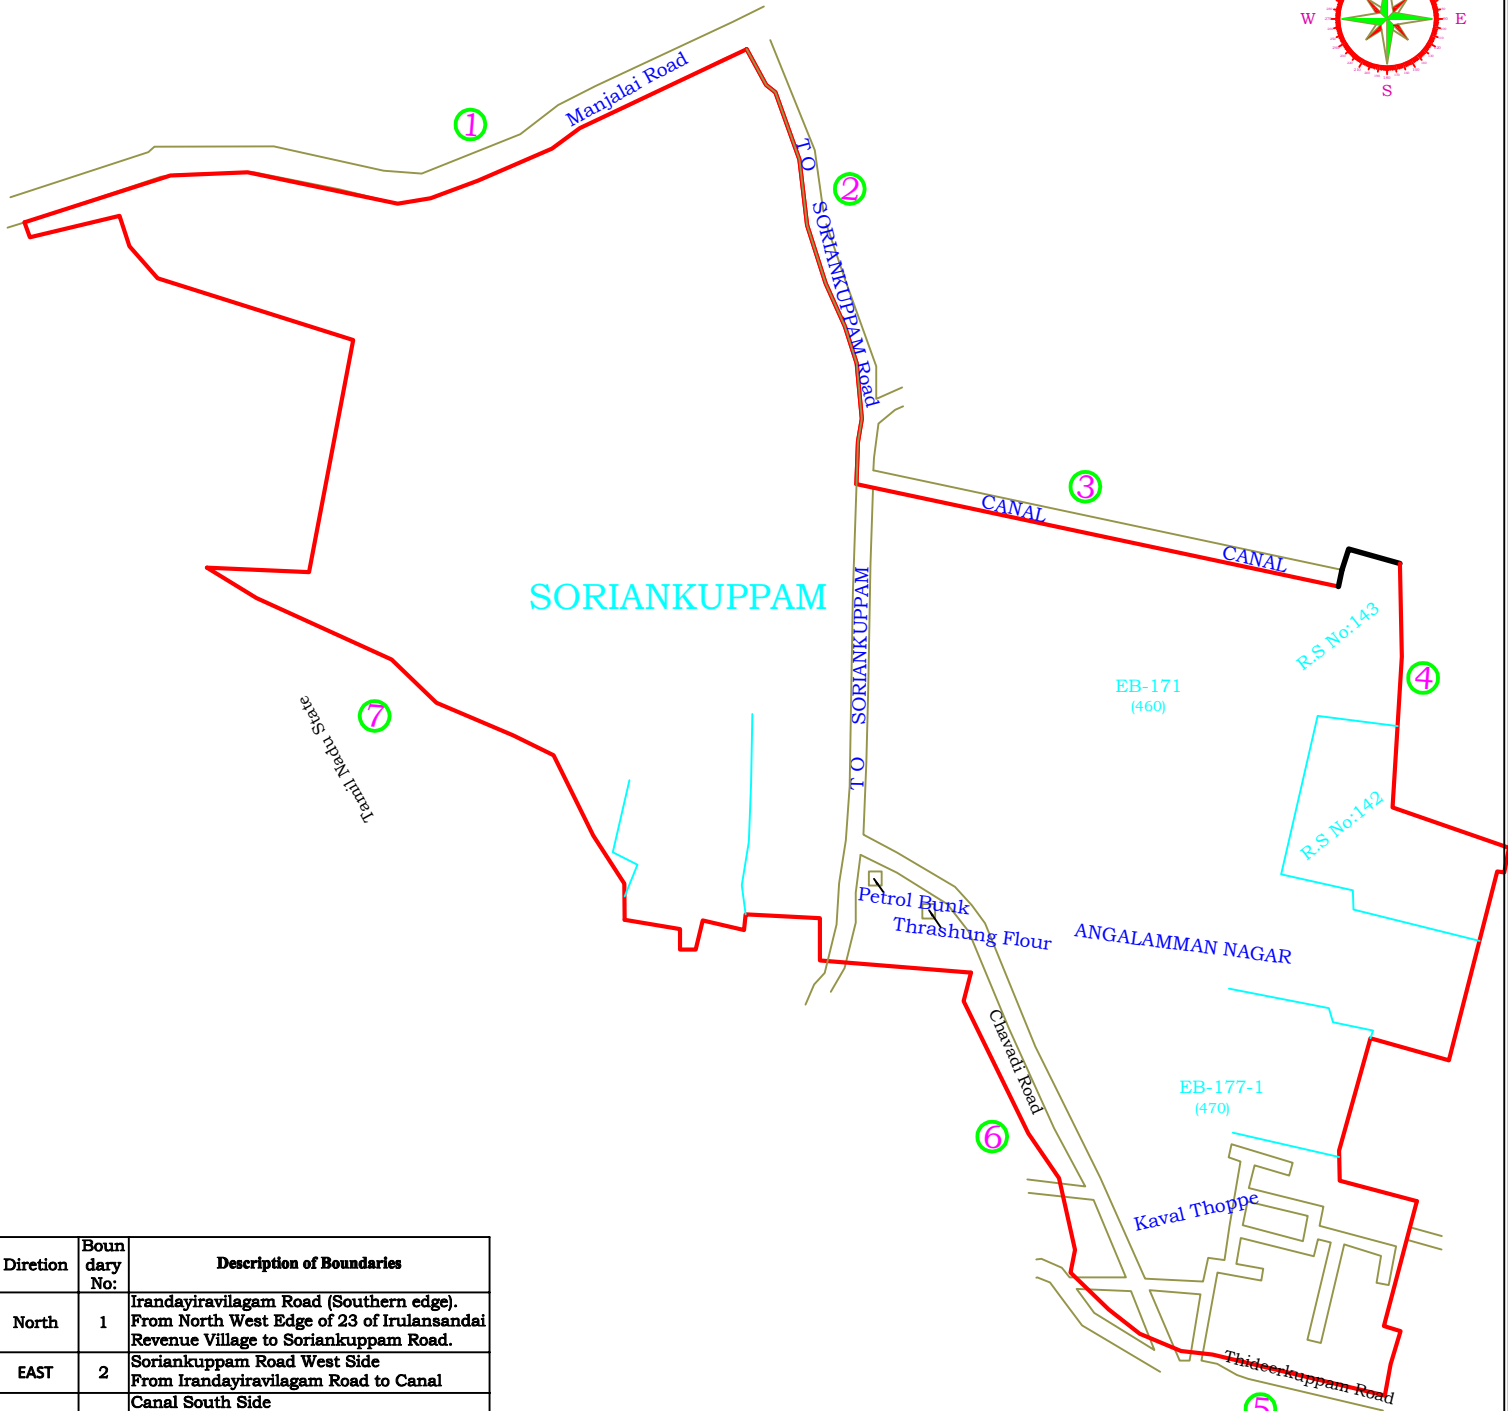 W
E
S
1
Manjalai Road
TO
2
SORIANKUPPAM Road
3
CANAL
CANAL
SORIANKUPPAM
R.S No:143
4
EB-171
(460)
TO SORIANKUPPAM
7
Tamil Nadu State
R.S No:142
Petrol Bunk
Thrashung Flour
ANGALAMMAN NAGAR
Chavadi Road
EB-177-1
(470)
6
Kaval Thoppe
Thideerkuppam Road
5
Diretion
Boun
dary
No:
Description of Boundaries
North
1
Irandayiravilagam Road (Southern edge).
From North West Edge of 23 of Irulansandai
Revenue Village to Soriankuppam Road.
EAST
2
Soriankuppam Road West Side
From Irandayiravilagam Road to Canal
Canal South Side